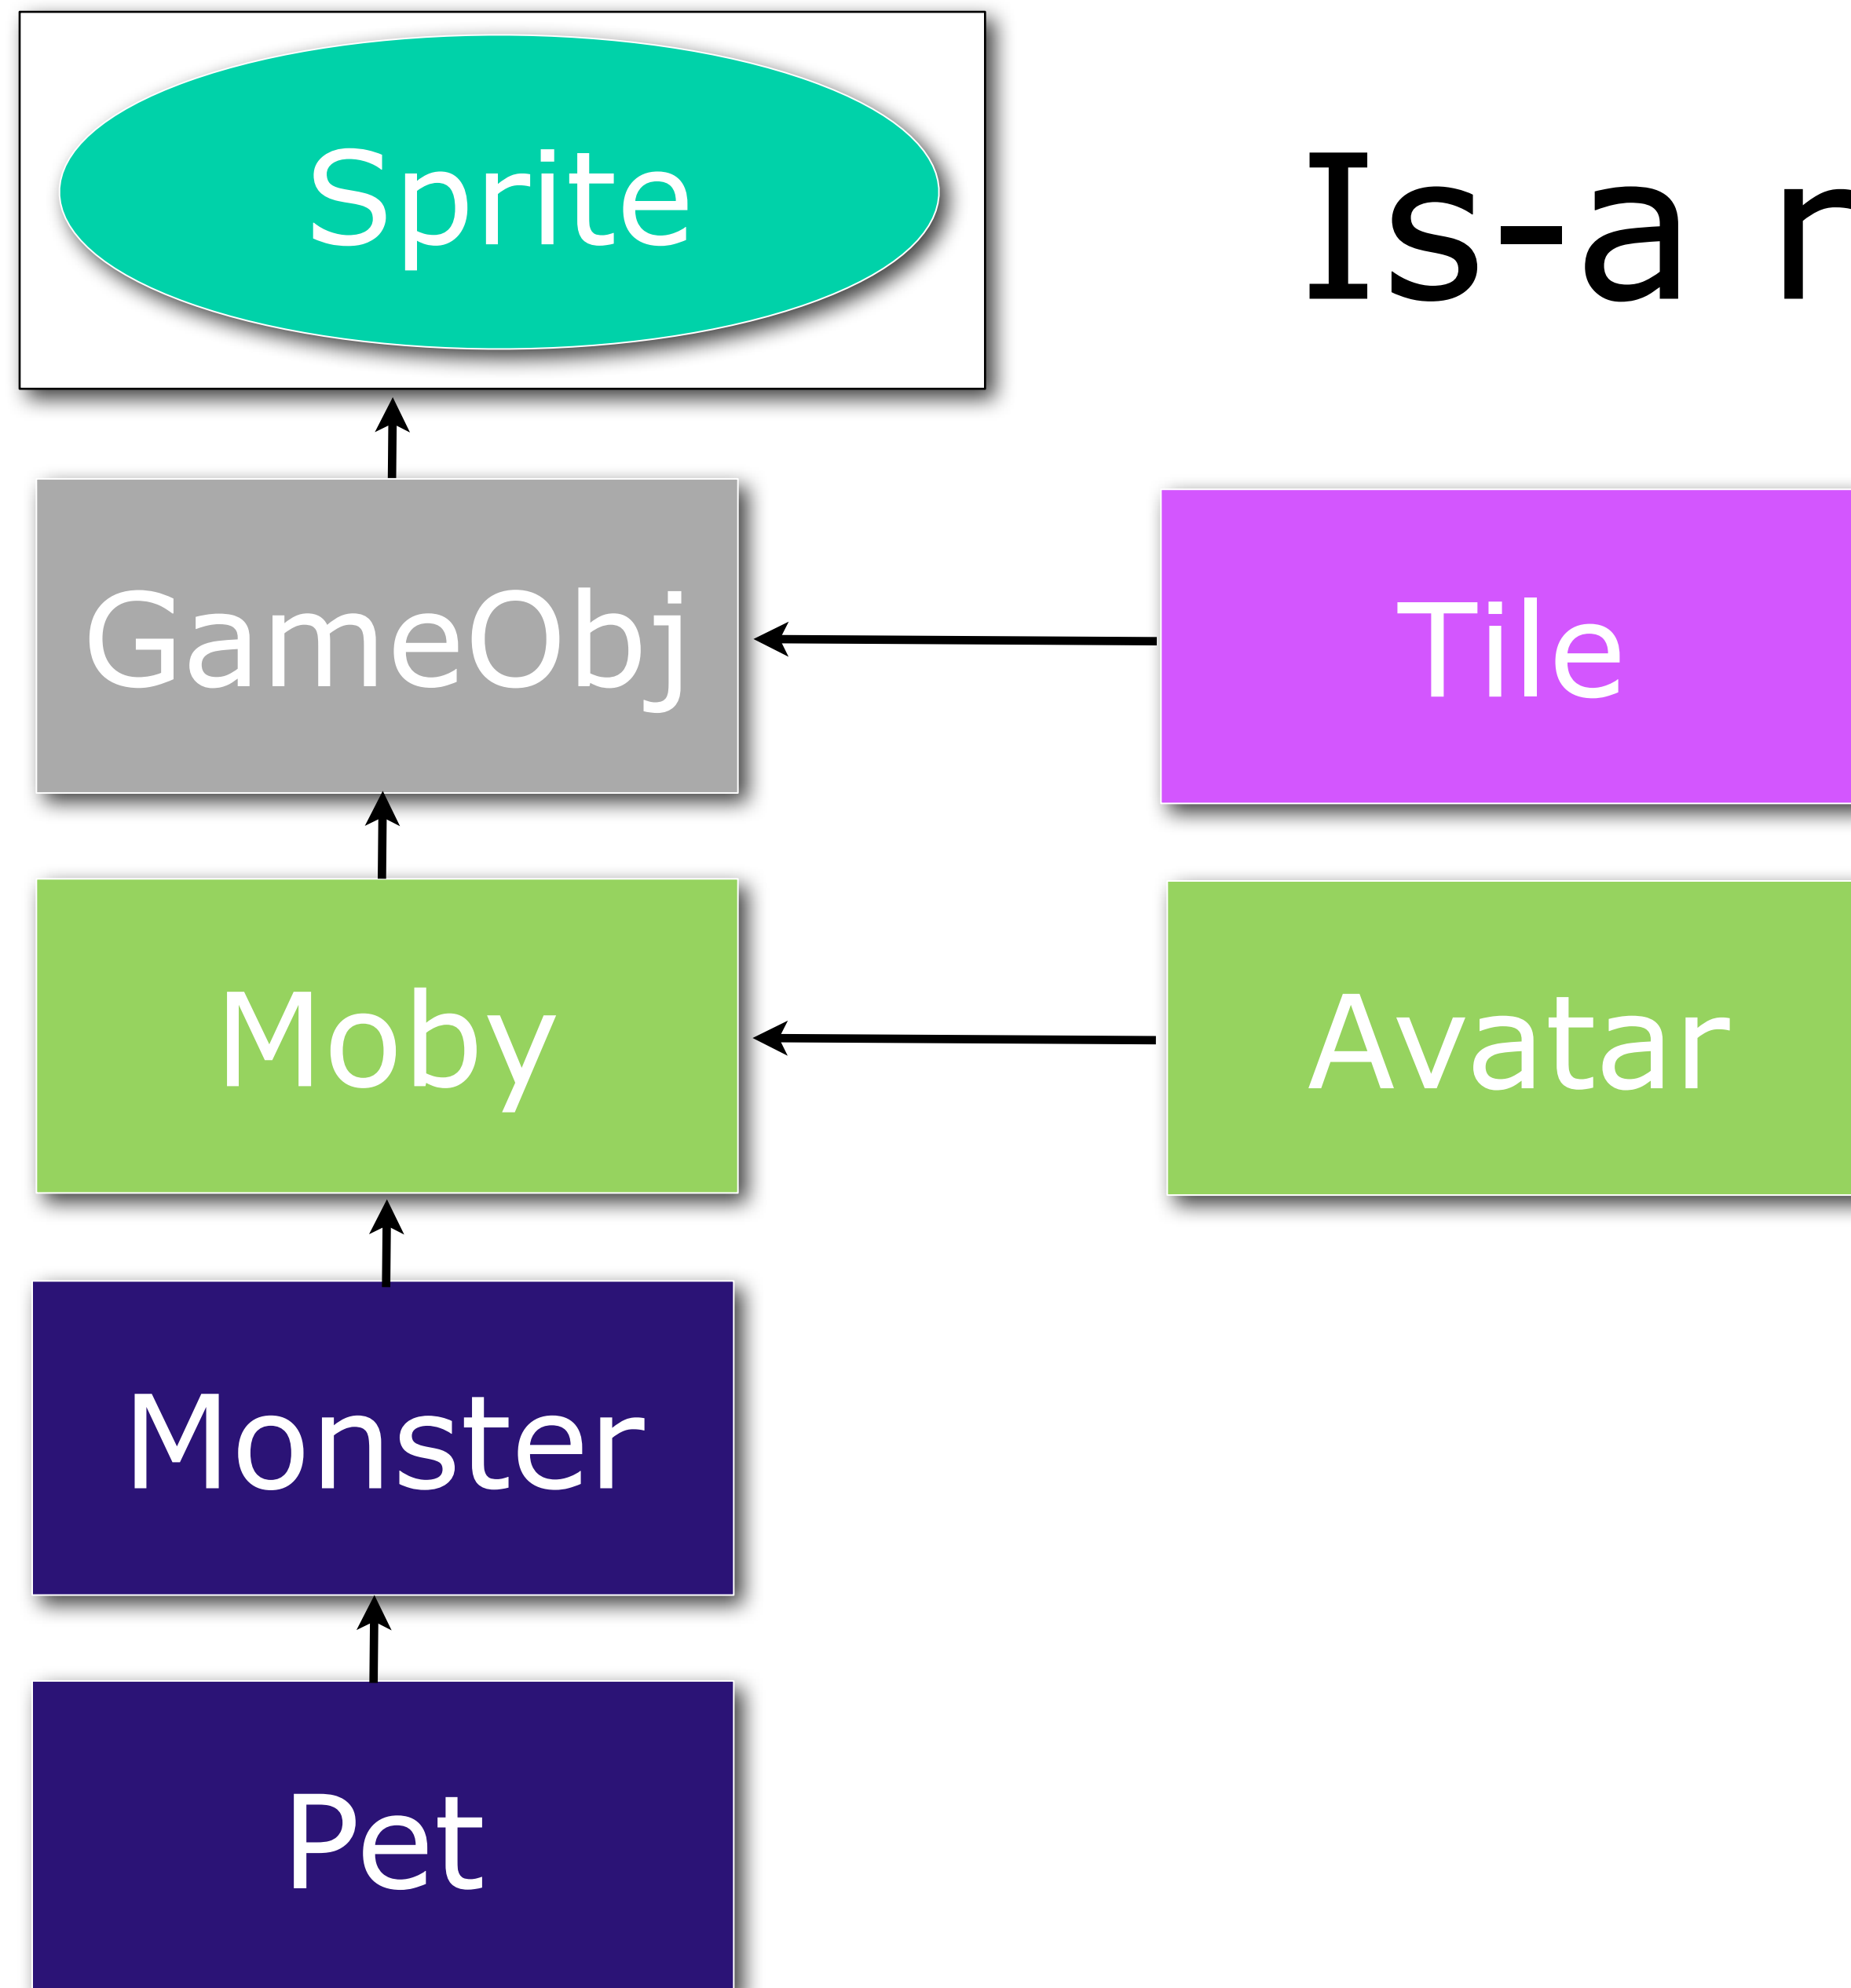 Sprite
Is-a r
GameObj
Tile
Moby
Avatar
Monster
Pet